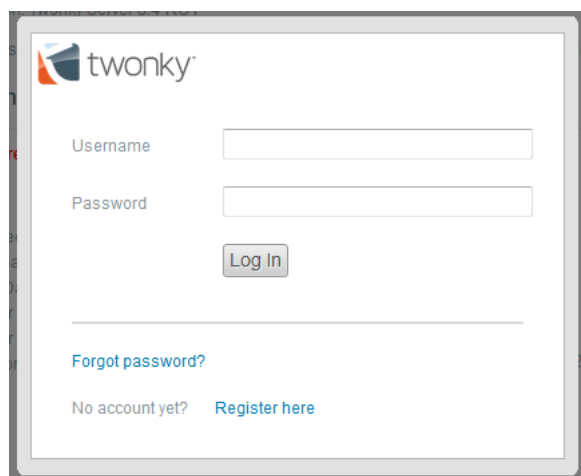 twonky
Username
Password
Log In
Forgot password?
No account yet? Register here